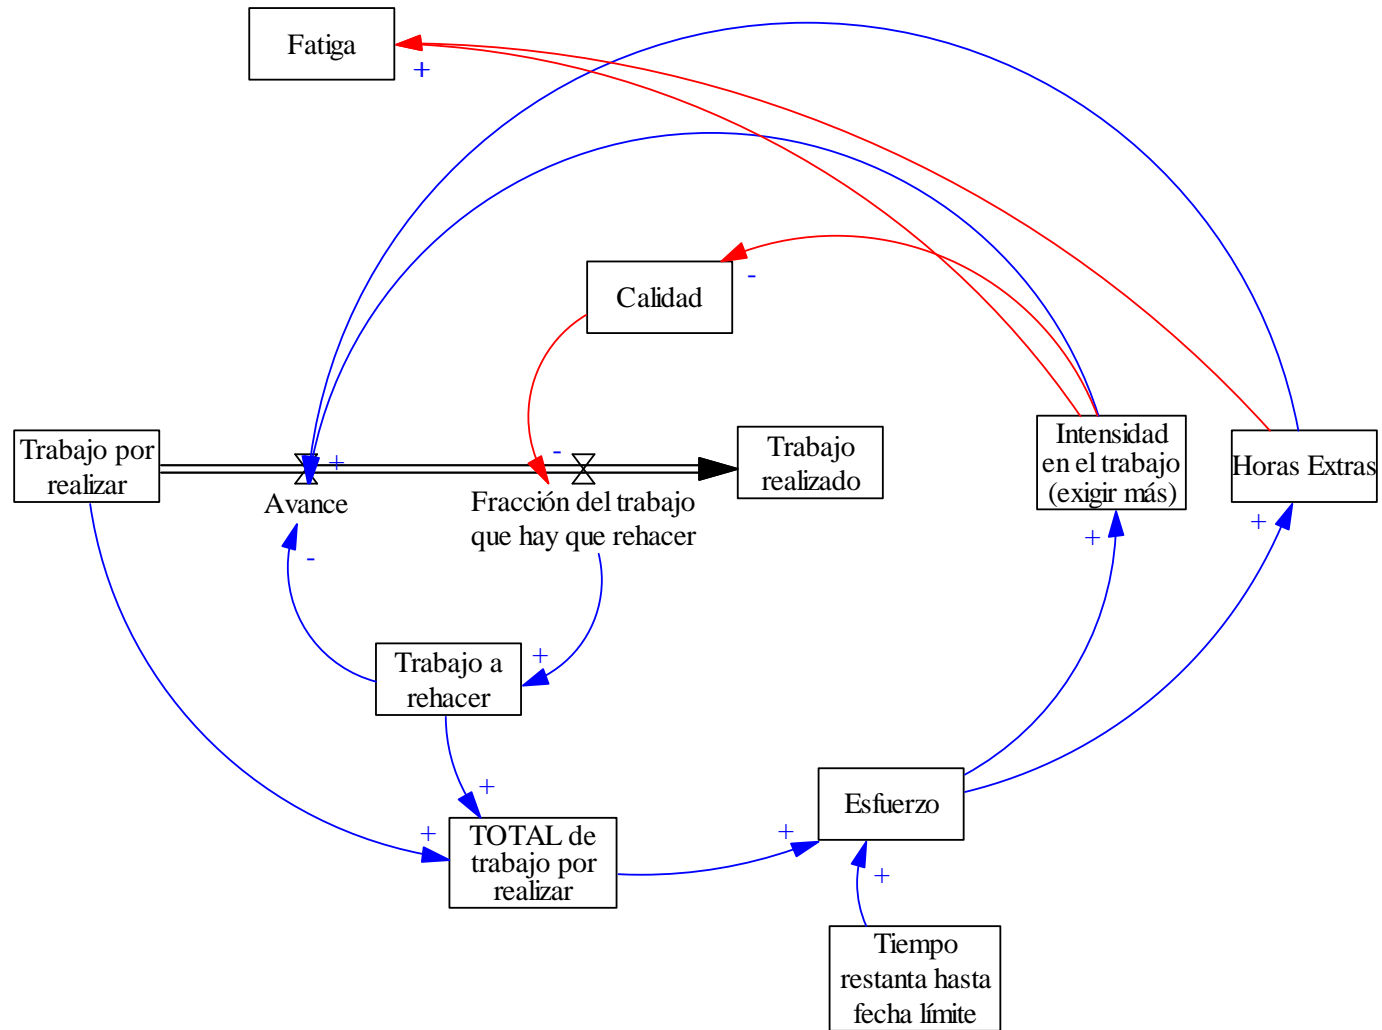 Fatiga
+
Calidad
-
Trabajo por
realizar
+
Avance
-
-
Fracción del trabajo
que hay que rehacer
Trabajo
realizado
Intensidad
en el trabajo
(exigir más)
+
Horas Extras
+
Trabajo a
rehacer
+
+
+
TOTAL de
trabajo por
realizar
+
Esfuerzo
+
Tiempo
restanta hasta
fecha límite